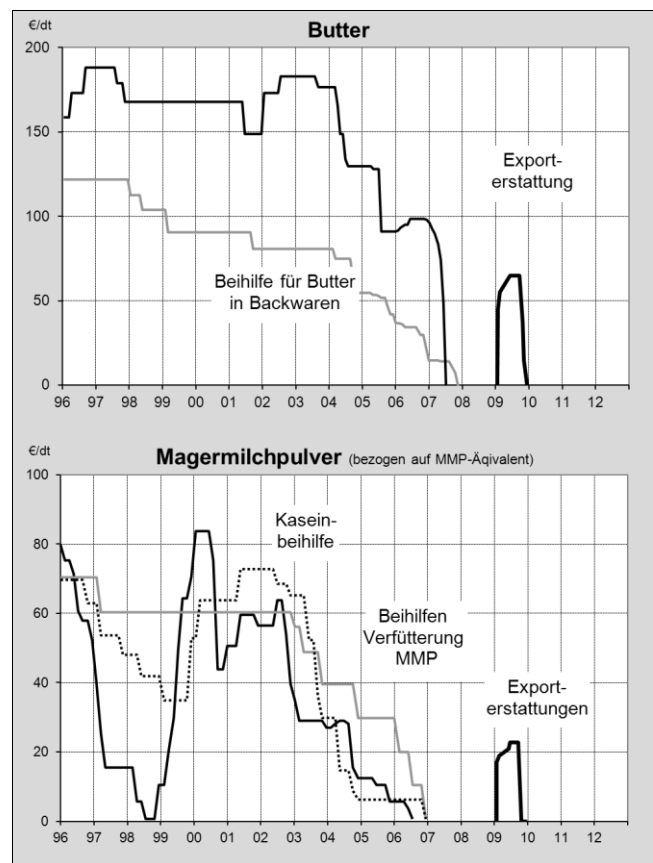 €/dt
Butter
200
150
100
50
0
Export-
erstattung
Beihilfe für Butter
in Backwaren
96 97 98 99 00 01 02 03 04 05 06 07 08 09 10 11 12
€/dt
Magermilchpulver (bezogen auf MMP-Äqivalent)
100
80
60
40
20
0
Kasein-
beihilfe
Beihilfen
Verfütterung
MMP
Export-
erstattungen
96 97 98 99 00 01 02 03 04 05 06 07 08 09 10 11 12